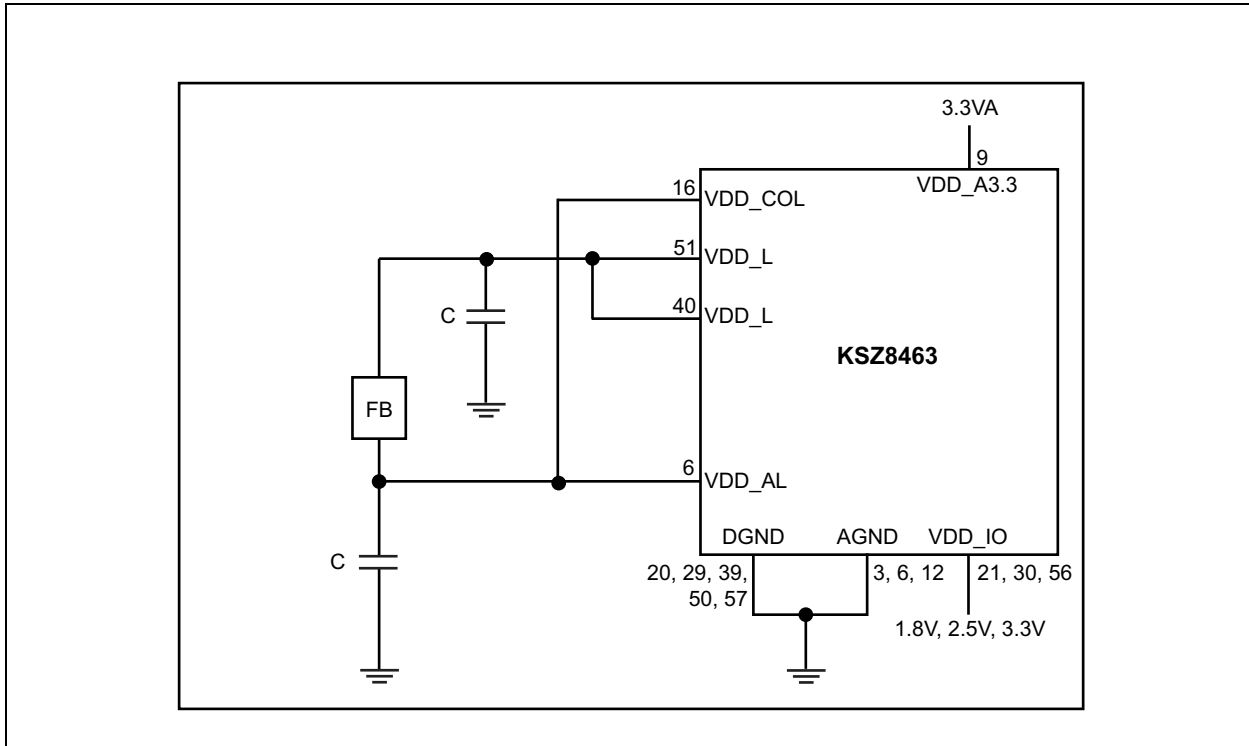 3.3VA
9
VDD_A3.3
16
VDD_COL
51
VDD_L
40
VDD_L
C
KSZ8463
FB
6
VDD_AL
C
DGND
AGND
VDD_IO
20, 29, 39,
50, 57
3, 6, 12
21, 30, 56
1.8V, 2.5V, 3.3V